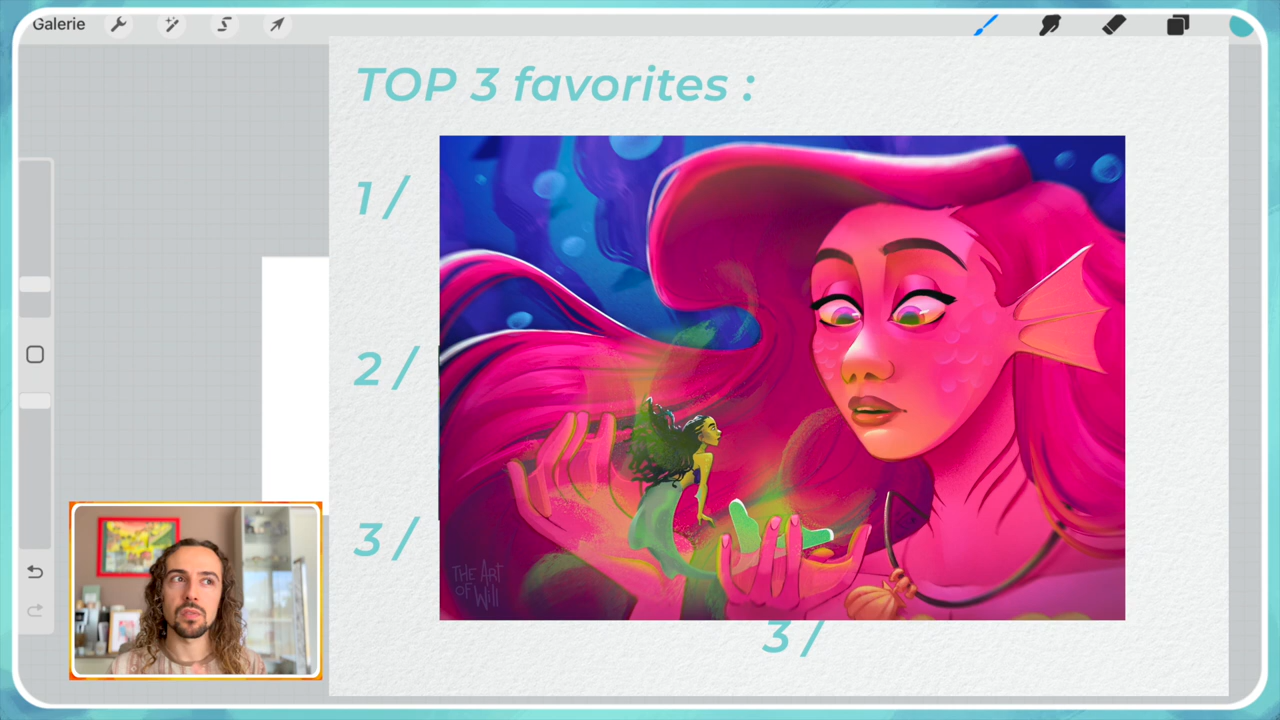 Galerie
TOP 3 favorites :
1 /
2 /
3 /
THE ART
OF Will
3 /